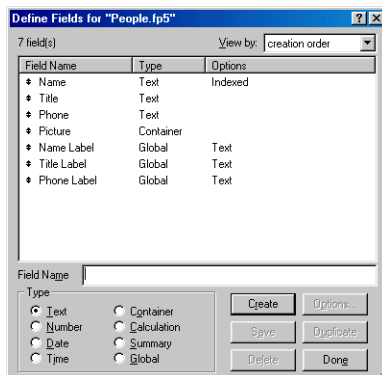 Define Fields for "People.fp5"
7 field(s) View by: creation order
Field Name Type Options
Name Text Indexed
Title Text
Phone Text
Picture Container
Name Label Global Text
Title Label Global Text
Phone Label Global Text
Field Name
Type
Text Container Create Options...
Number Calculation Save Duplicate
Date Summary
Time Global Delete Done